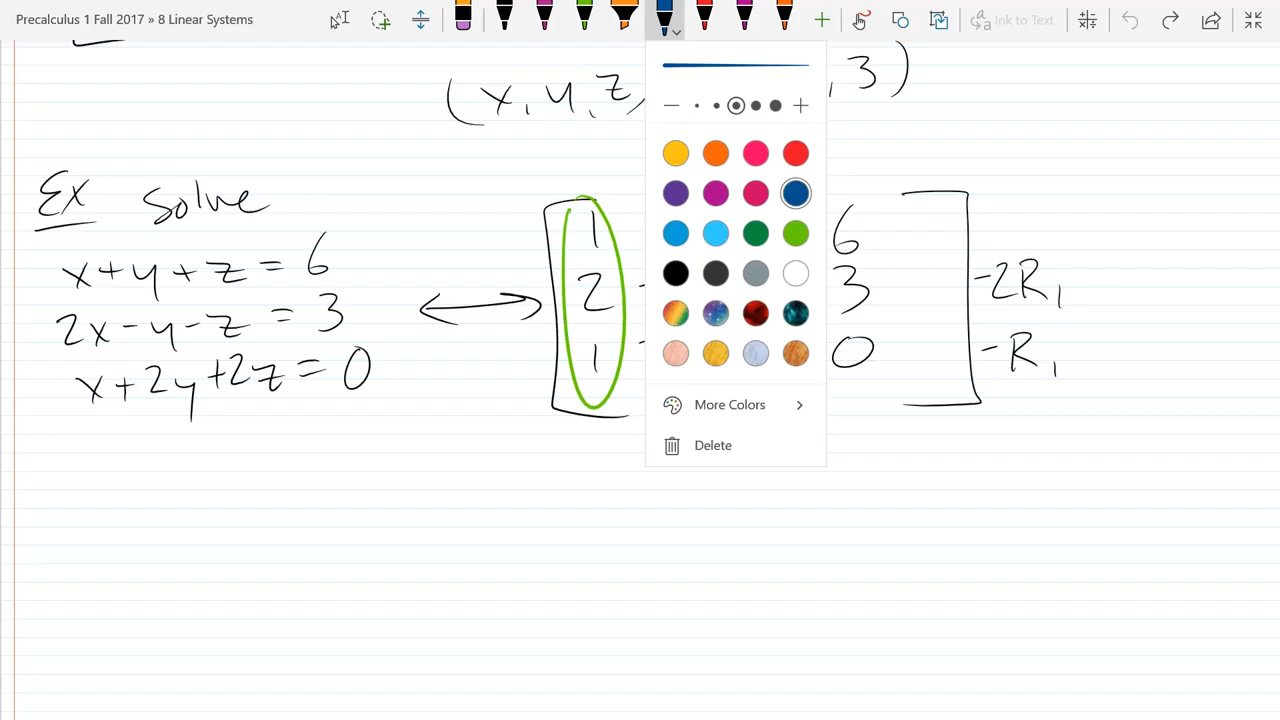 Precalculus 1 Fall 2017 » 8 Linear Systems
Ink to Text
(x, y, z, , 3)
Ex solve
x + y + z = 6
2x - y - z = 3
x + 2y + 2z = 0
1 6
2 - 3 -2R₁
1 - 0 -R₁
More Colors
Delete